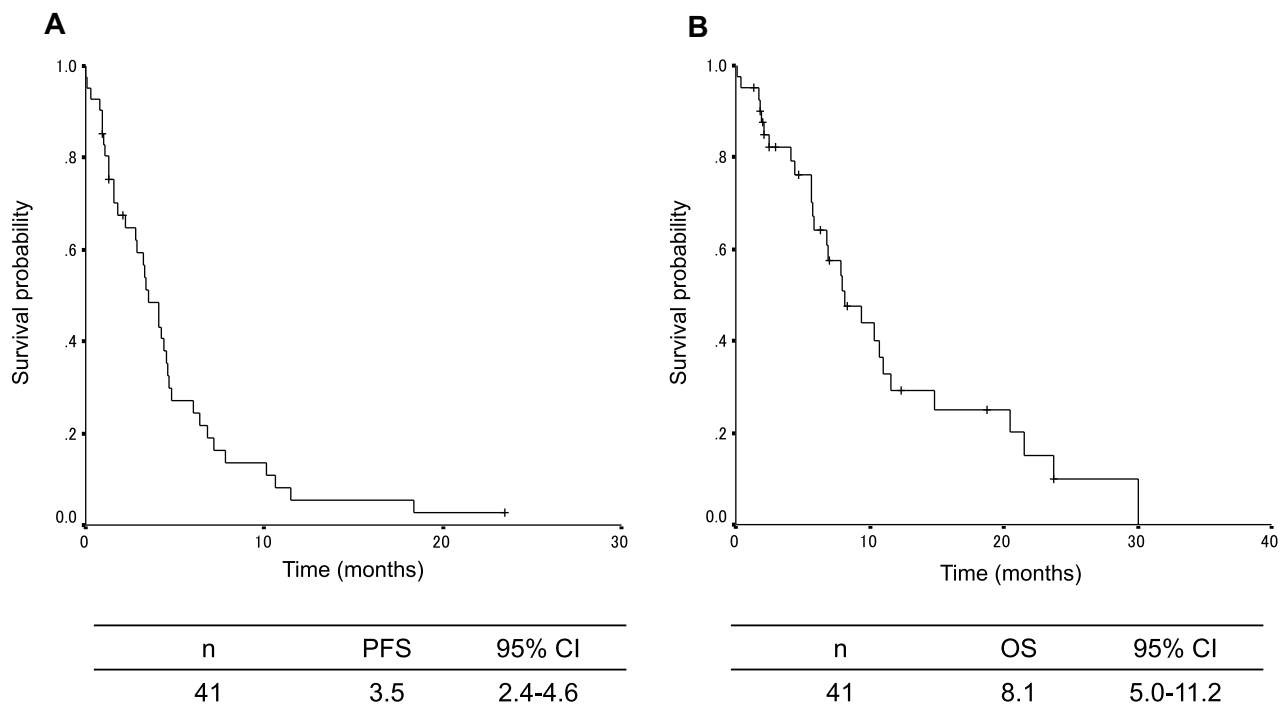 A
1.0
.8
.6
.4
.2
0.0
Survival probability
0 10 20 30
Time (months)
n PFS 95% CI
41 3.5 2.4-4.6
B
1.0
.8
.6
.4
.2
0.0
Survival probability
0 10 20 30 40
Time (months)
n OS 95% CI
41 8.1 5.0-11.2